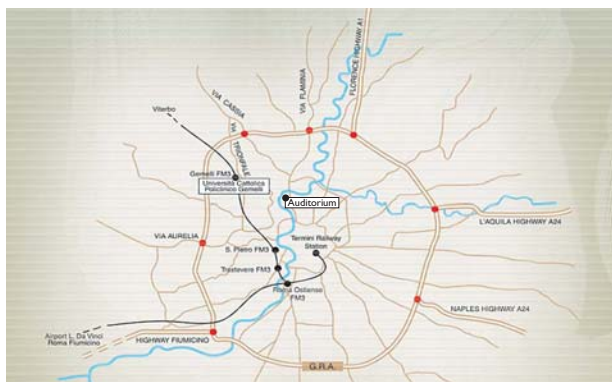 FLORENCE HIGHWAY A1
VIA FLAMINIA
VIA CASSIA
Viterbo
VIA TRIONFALE
Gemelli FM3
Università Cattolica
Policlinico Gemelli
Auditorium
L'AQUILA HIGHWAY A24
VIA AURELIA
Termini Railway
Station
S. Pietro FM3
Trastevere FM3
Roma Ostiense
FM3
NAPLES HIGHWAY A24
Airport L. Da Vinci
Roma Fiumicino
HIGHWAY FIUMICINO
G.R.A.